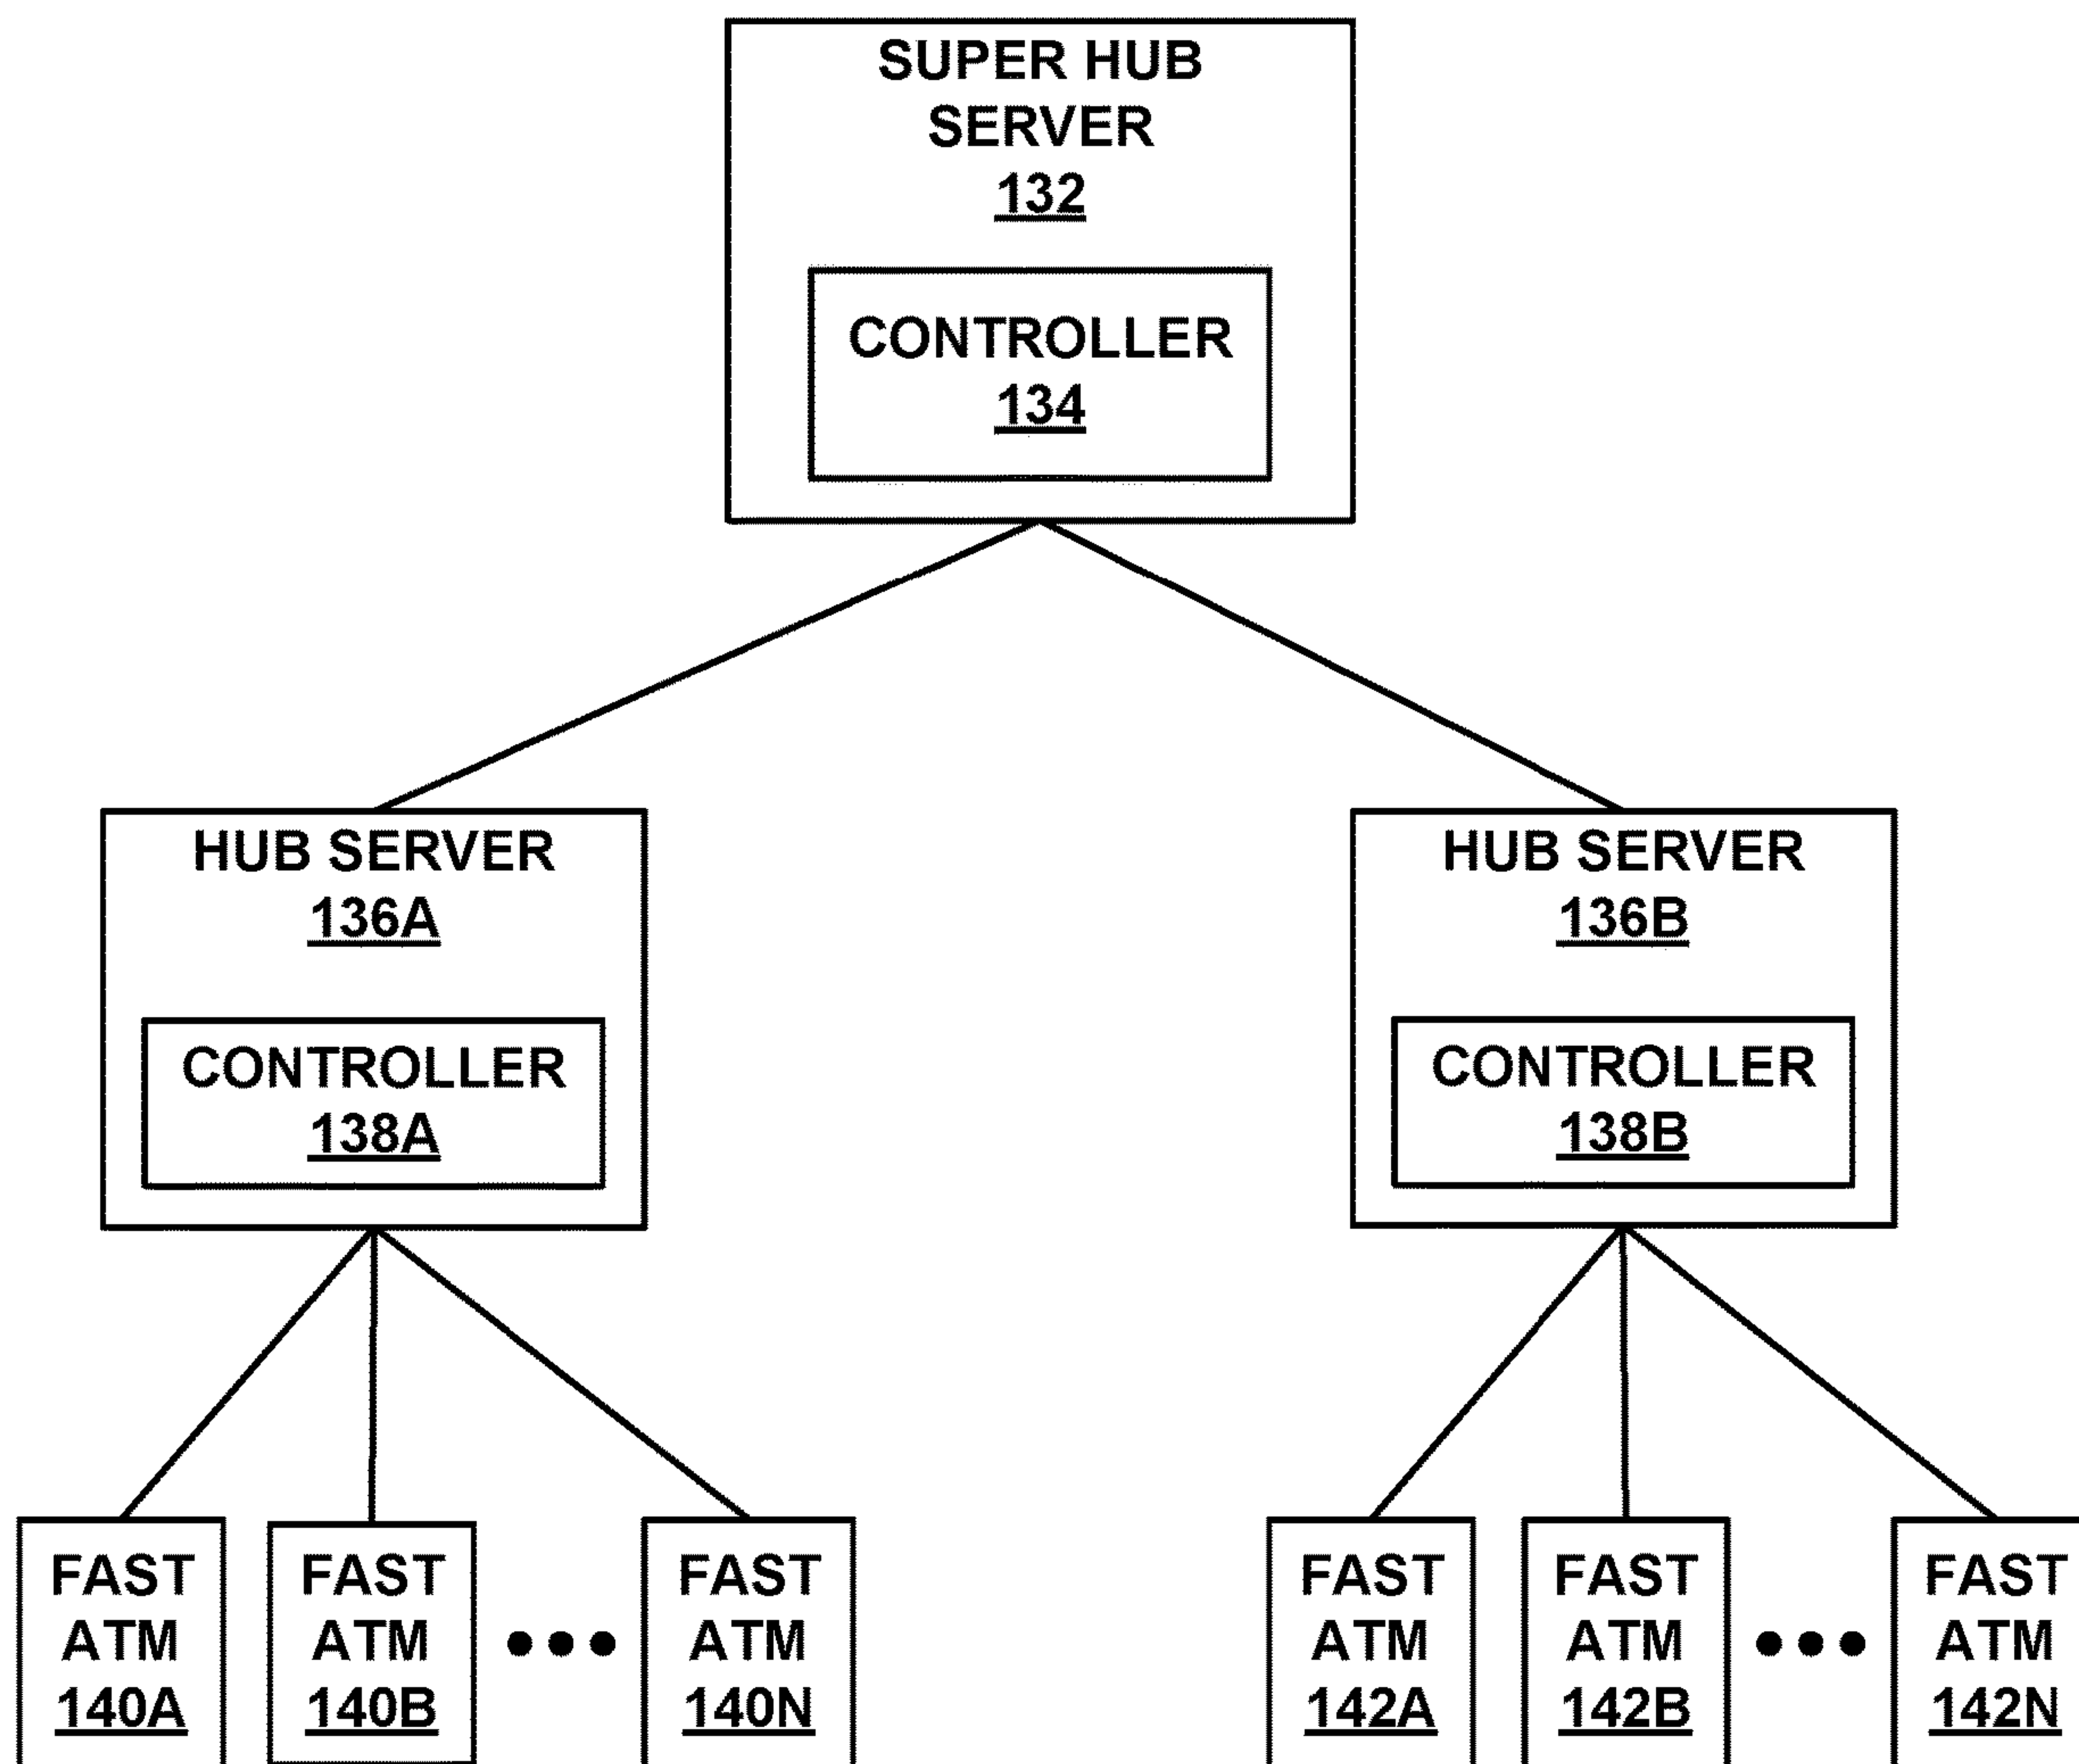 SUPER HUB
SERVER
132
CONTROLLER
134
HUB SERVER
136A
CONTROLLER
138A
HUB SERVER
136B
CONTROLLER
138B
FAST
ATM
140A
FAST
ATM
140B
FAST
ATM
140N
FAST
ATM
142A
FAST
ATM
142B
FAST
ATM
142N